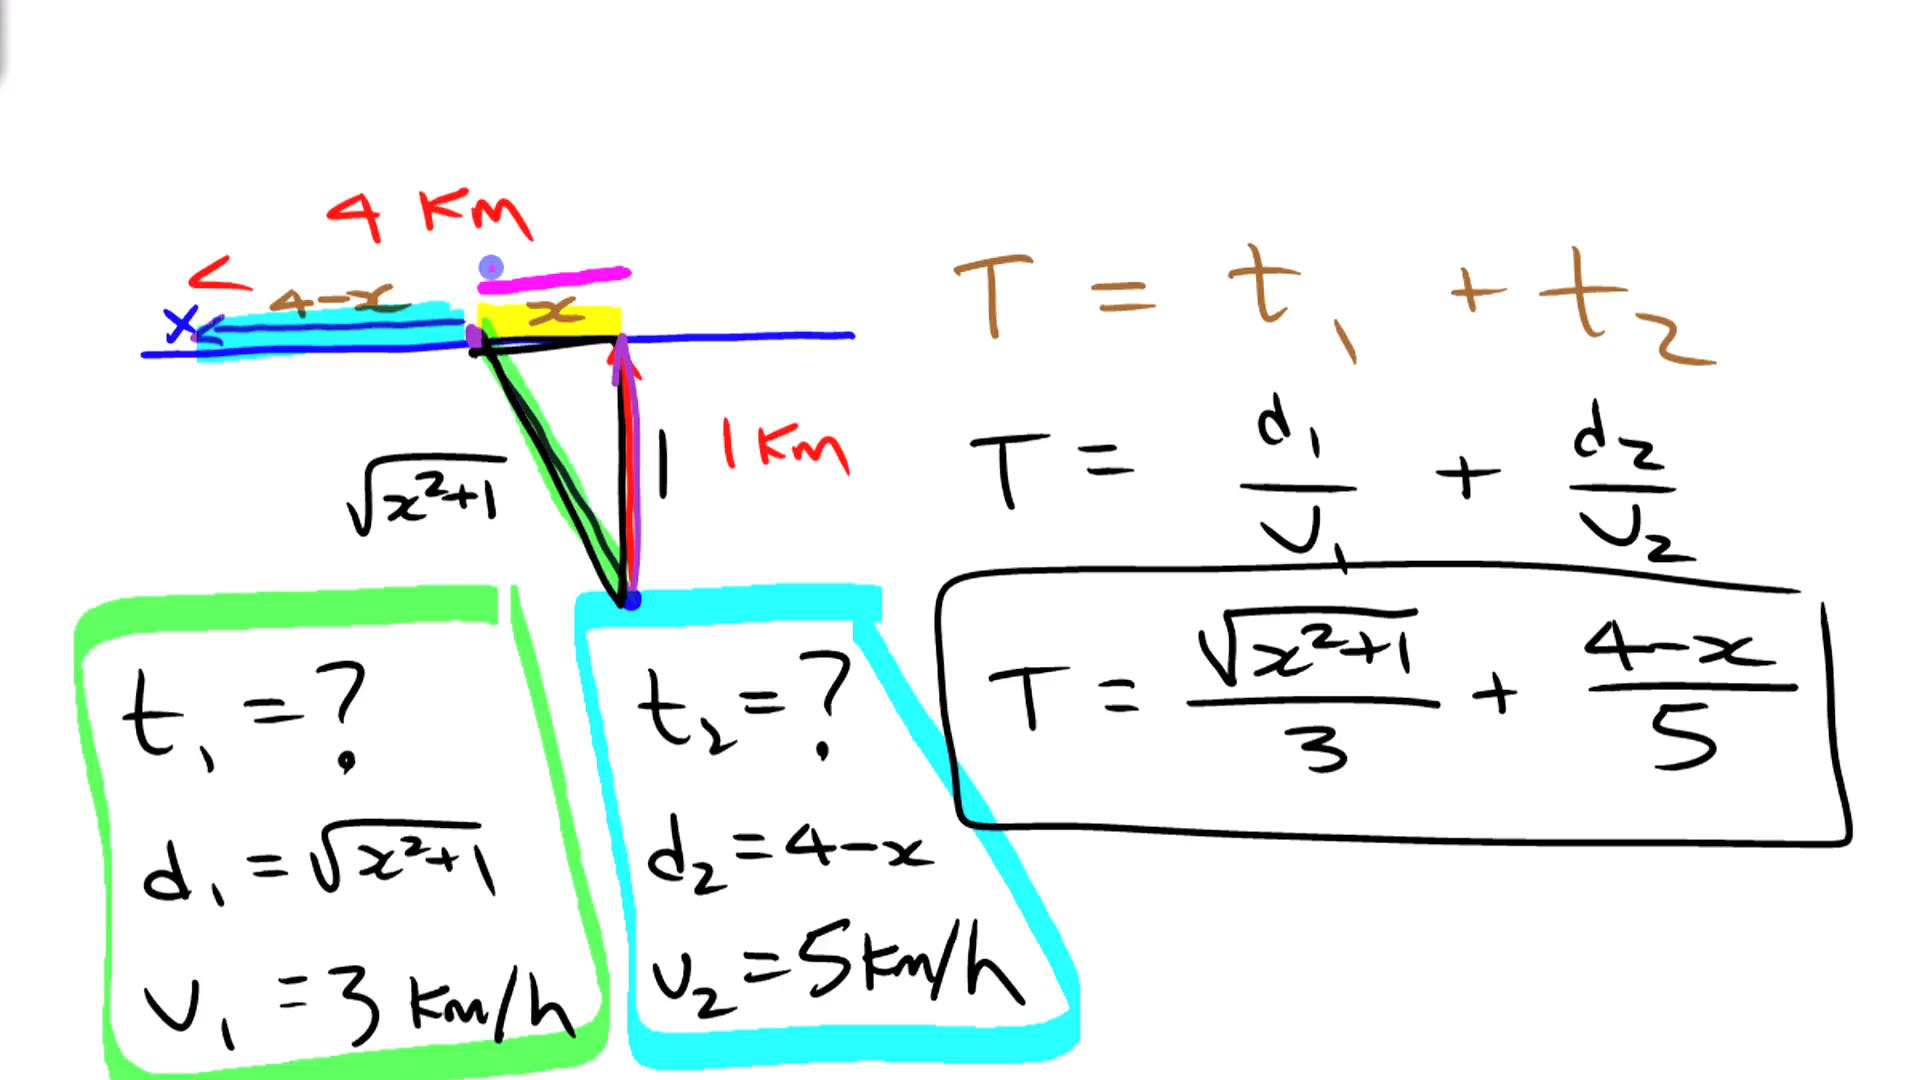 4 Km
<
4-x
x
x
√x²+1
1
1 Km
T = t₁ + t₂
T = d₁/v₁ + d₂/v₂
T = √x²+1/3 + 4-x/5
t₁ = ?
d₁ = √x²+1
v₁ = 3 Km/h
t₂ = ?
d₂ = 4-x
v₂ = 5 Km/h